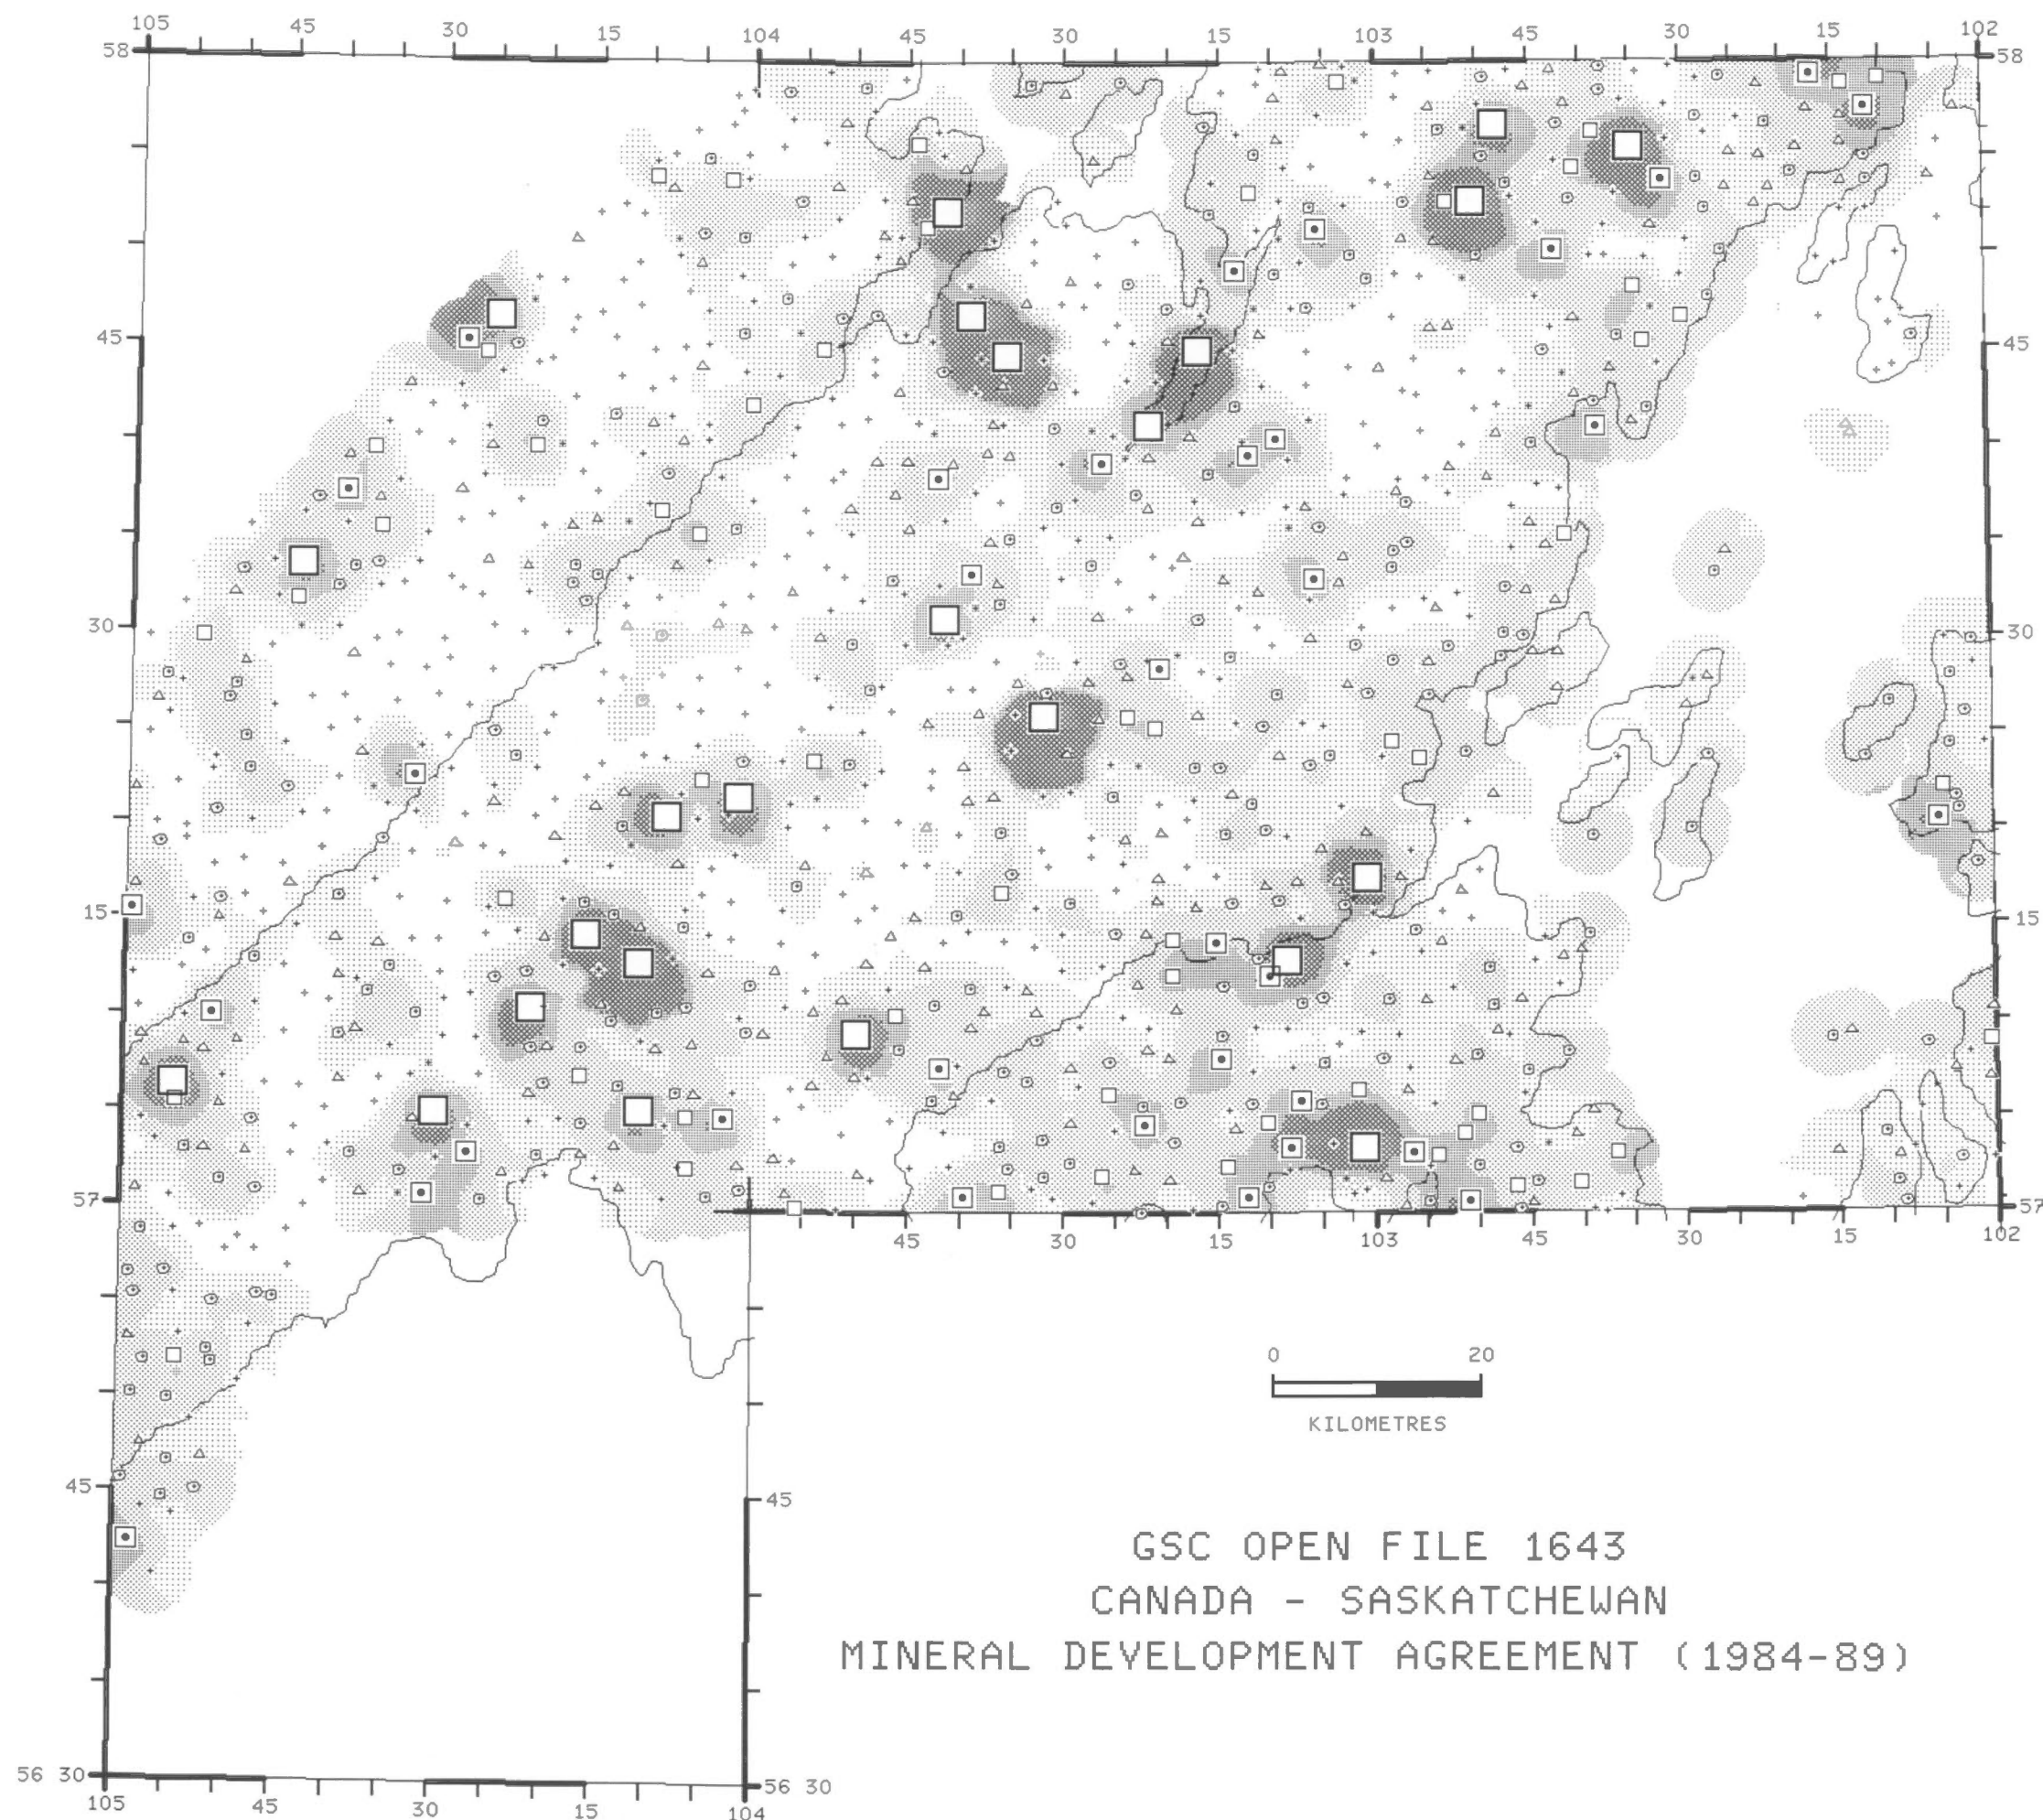 105 45 30 15 104 45 30 15 103 45 30 15 102
58 58
45 45
30 30
15 15
57 57
45 30 15 103 45 30 15 102
0 20
KILOMETRES
45 45
GSC OPEN FILE 1643
CANADA - SASKATCHEWAN
MINERAL DEVELOPMENT AGREEMENT (1984-89)
56 30 56 30
105 45 30 15 104